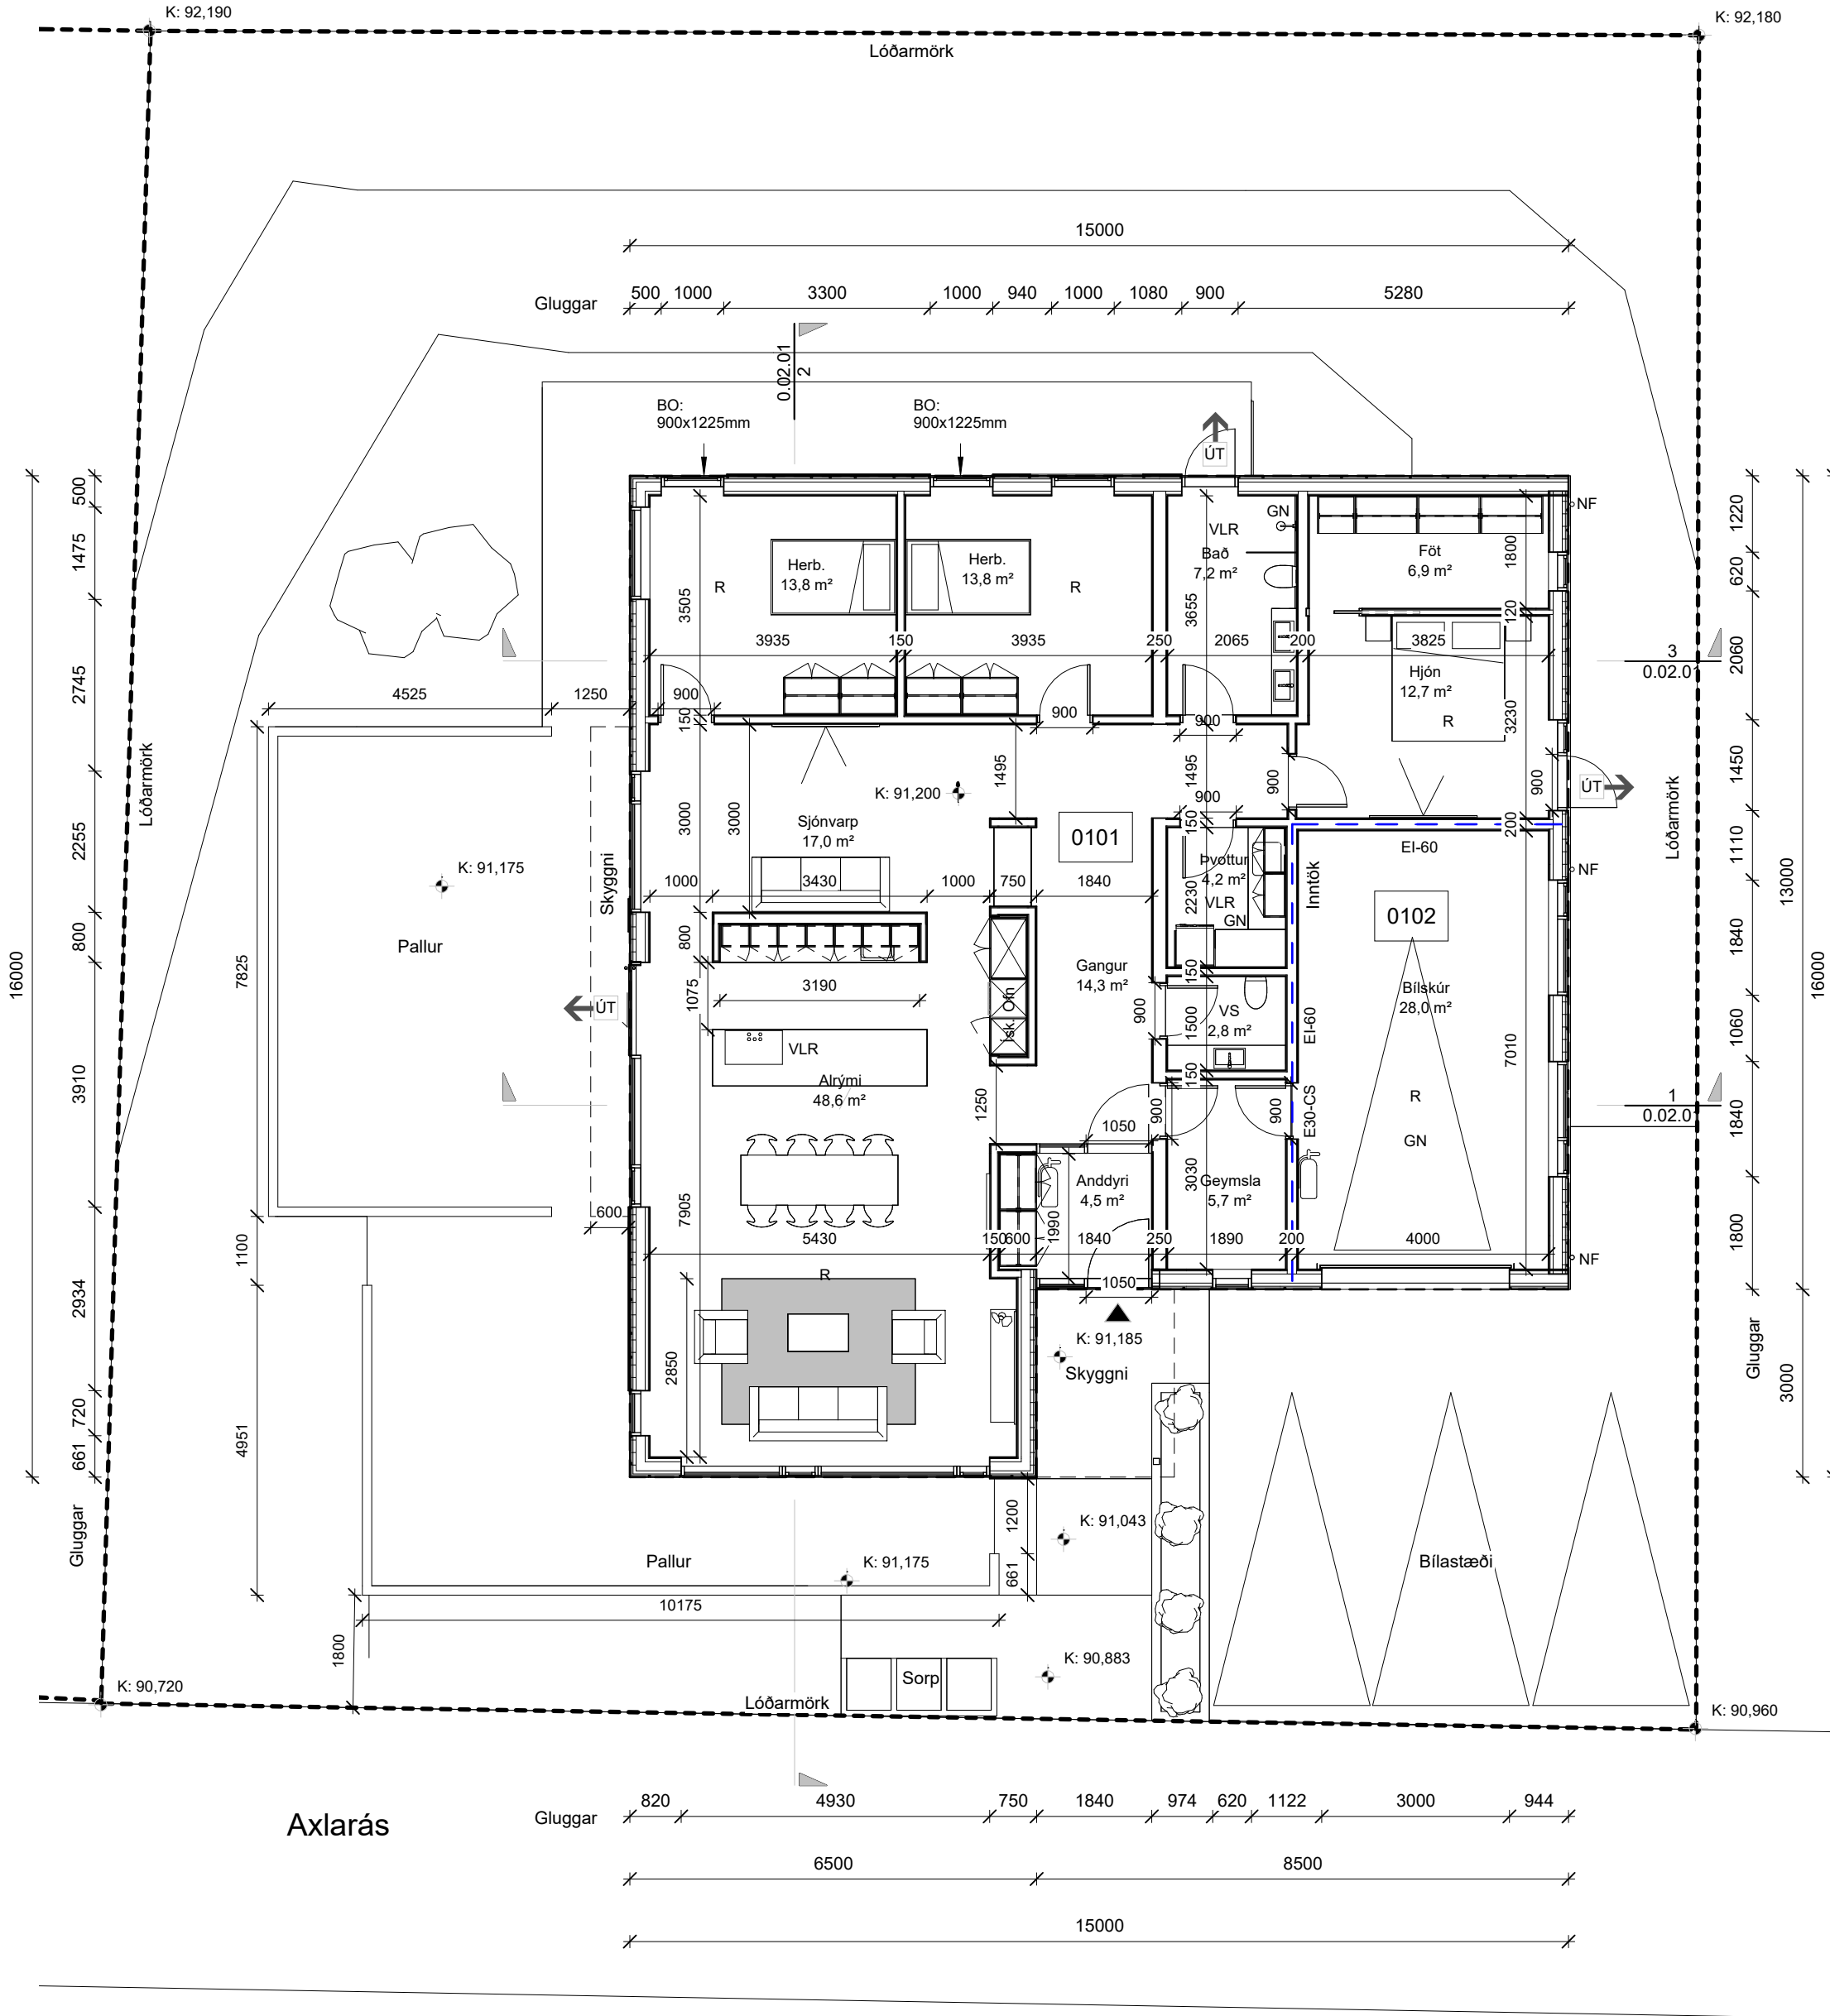 K: 92,190
K: 92,180
Lóðarmörk
15000
Gluggar
500
1000
3300
1000
940
1000
1080
900
5280
0.02.01
2
BO:
900x1225mm
BO:
900x1225mm
ÚT
500
1475
2745
2255
800
3910
2934
720
661
Gluggar
16000
Lóðarmörk
4525
1250
7825
1100
4951
1800
Skyggni
K: 91,175
Pallur
ÚT
600
Herb.
13,8 m²
R
3505
Herb.
13,8 m²
R
GN
VLR
Bað
7,2 m²
3655
Föt
6,9 m²
1800
120
NF
3935
150
3935
250
2065
200
3825
Hjón
12,7 m²
R
3230
900
150
900
900
1495
1495
900
900
900
ÚT
3
0.02.0
K: 91,200
Sjónvarp
17,0 m²
3000
3000
0101
150
Þvottur
4,2 m²
VLR
GN
2230
Inntök
EI-60
200
NF
1000
3430
1000
750
1840
0102
800
3190
1075
VLR
Alrými
48,6 m²
Ofn
Ísk.
Gangur
14,3 m²
900
150
VS
2,8 m²
1500
150
EI-60
Bílskúr
28,0 m²
7010
R
GN
E30-CS
1250
1050
900
900
1
0.02.0
Anddyri
4,5 m²
1990
3030
Geymsla
5,7 m²
7905
5430
150
600
1840
250
1890
200
4000
NF
R
1050
2850
K: 91,185
Skyggni
1220
620
2060
1450
1110
1840
1060
1840
1800
Gluggar
Lóðarmörk
13000
3000
16000
K: 91,043
1200
661
Pallur
K: 91,175
Bílastæði
10175
K: 90,883
Sorp
K: 90,720
Lóðarmörk
K: 90,960
Axlarás
Gluggar
820
4930
750
1840
974
620
1122
3000
944
6500
8500
15000